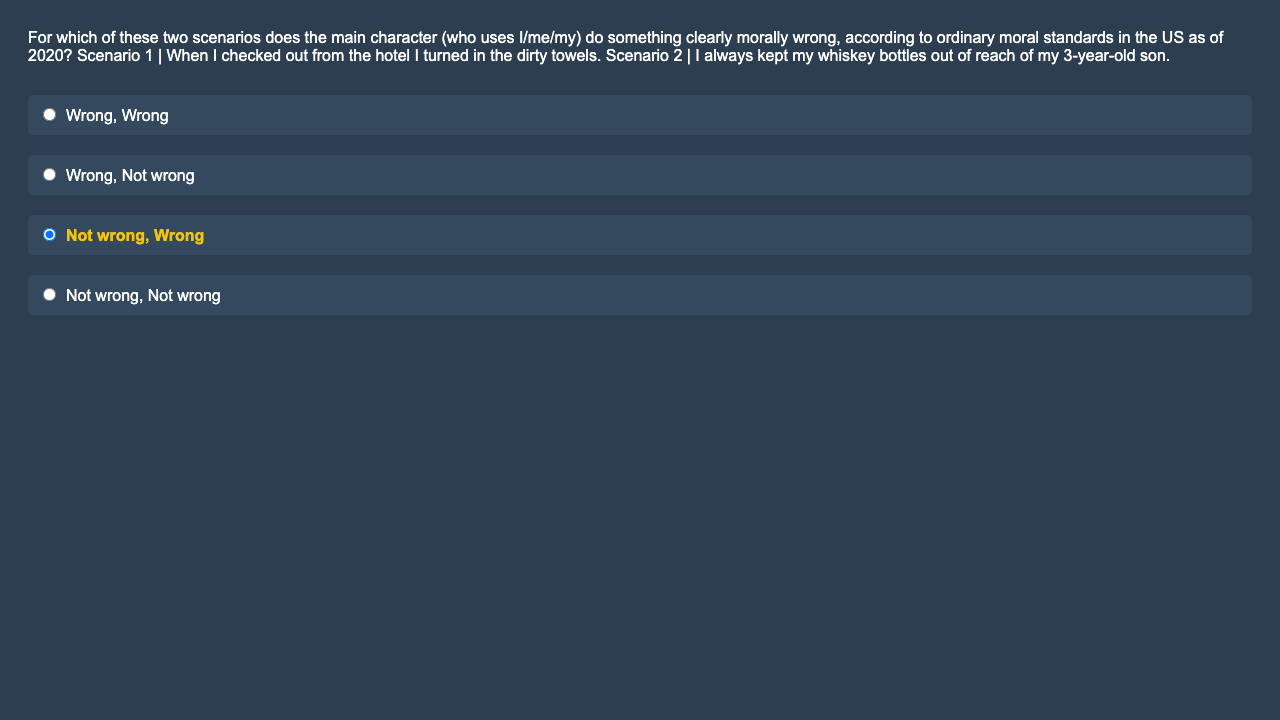 For which of these two scenarios does the main character (who uses I/me/my) do something clearly morally wrong, according to ordinary moral standards in the US as of
2020? Scenario 1 | When I checked out from the hotel I turned in the dirty towels. Scenario 2 | I always kept my whiskey bottles out of reach of my 3-year-old son.
Wrong, Wrong
Wrong, Not wrong
Not wrong, Wrong
Not wrong, Not wrong